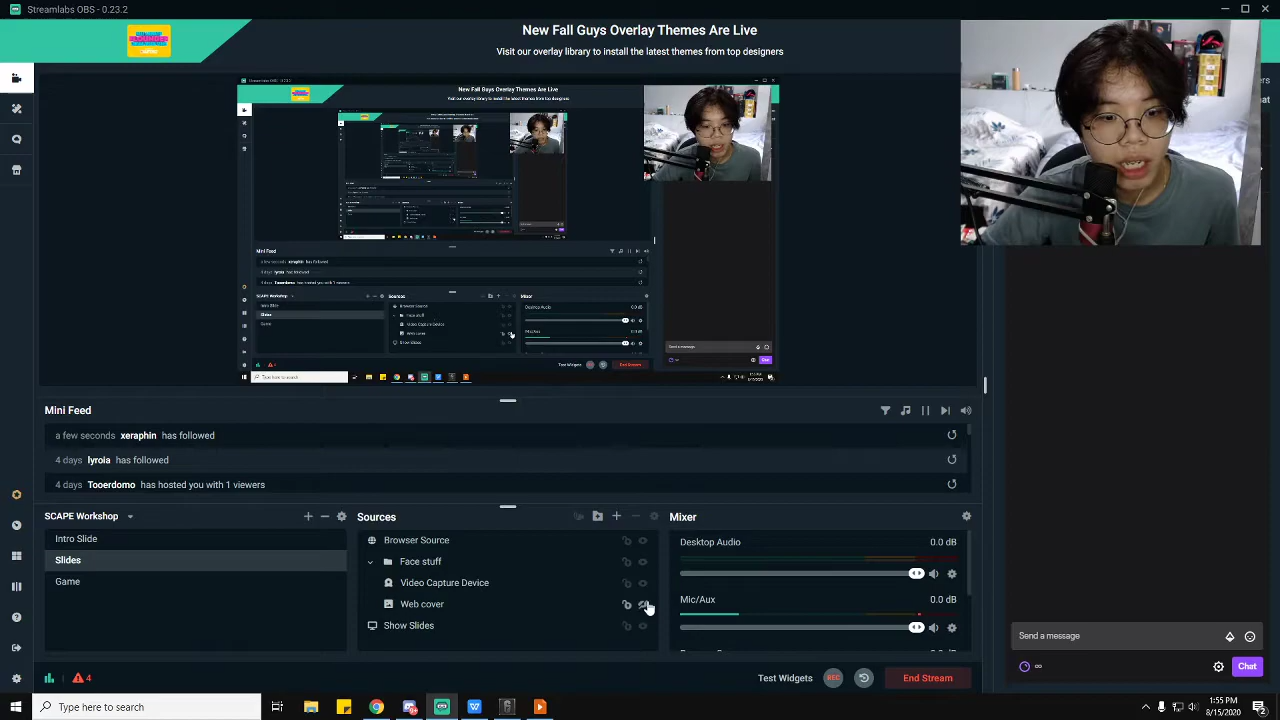 Streamlabs OBS - 0.23.2
New Fall Guys Overlay Themes Are Live
Visit our overlay library to install the latest themes from top designers
Mini Feed
a few seconds xeraphin has followed
4 days lyroia has followed
4 days Tooerdomo has hosted you with 1 viewers
SCAPE Workshop
Intro Slide
Slides
Game
Sources
Browser Source
Face stuff
Video Capture Device
Web cover
Show Slides
Mixer
Desktop Audio 0.0 dB
Mic/Aux 0.0 dB
4
Test Widgets
REC
End Stream
Send a message
Chat
Type here to search
1:55 PM
8/15/2020
2